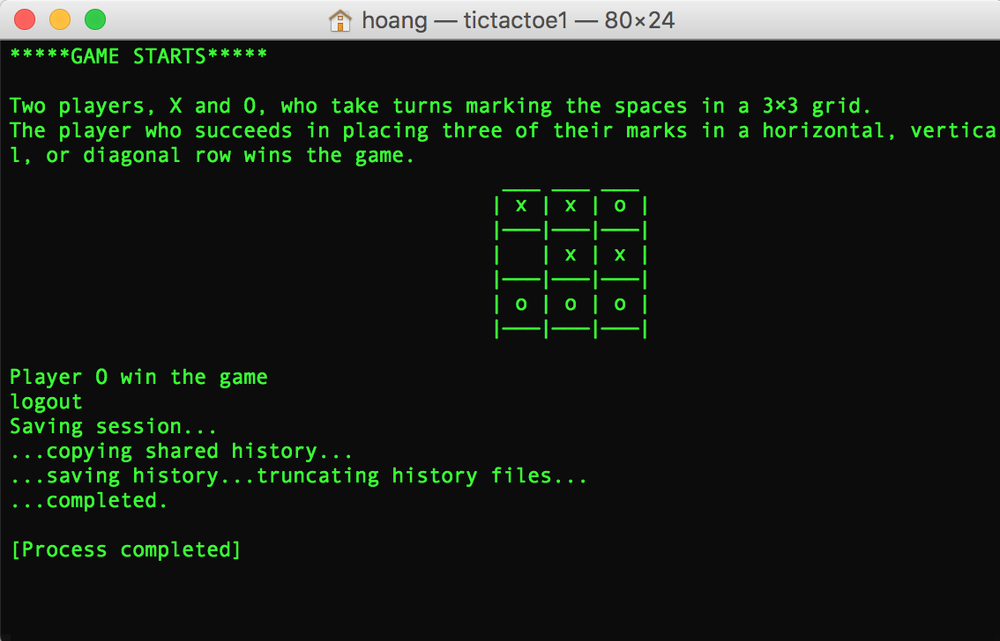 hoang — tictactoe1 — 80×24
*****GAME STARTS*****
Two players, X and O, who take turns marking the spaces in a 3×3 grid.
The player who succeeds in placing three of their marks in a horizontal, vertica
l, or diagonal row wins the game.
 ___ ___ ___
| x | x | o |
|___|___|___|
|   | x | x |
|___|___|___|
| o | o | o |
|___|___|___|
Player O win the game
logout
Saving session...
...copying shared history...
...saving history...truncating history files...
...completed.
[Process completed]